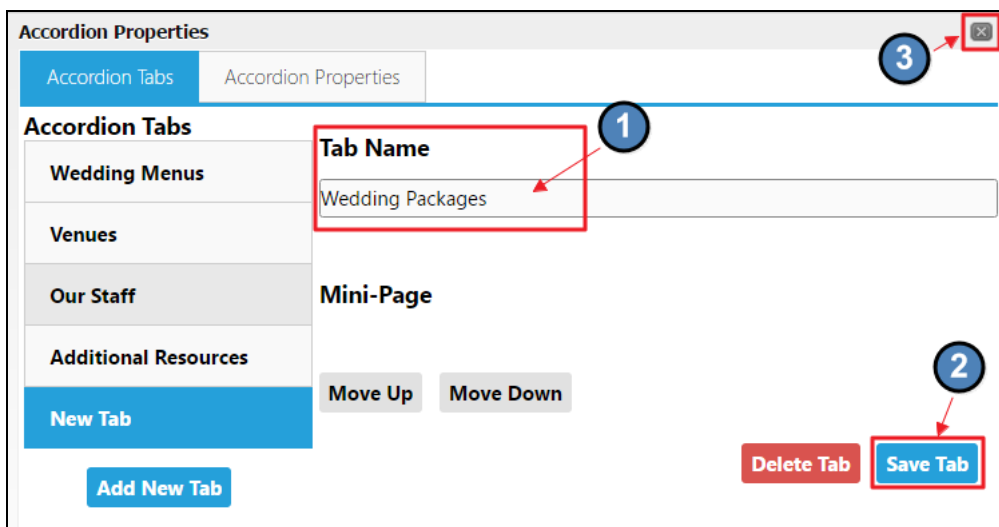 Accordion Properties
3
Accordion Tabs
Accordion Properties
Accordion Tabs
1
Tab Name
Wedding Menus
Wedding Packages
Venues
Our Staff
Mini-Page
Additional Resources
2
Move Up
Move Down
New Tab
Delete Tab
Save Tab
Add New Tab